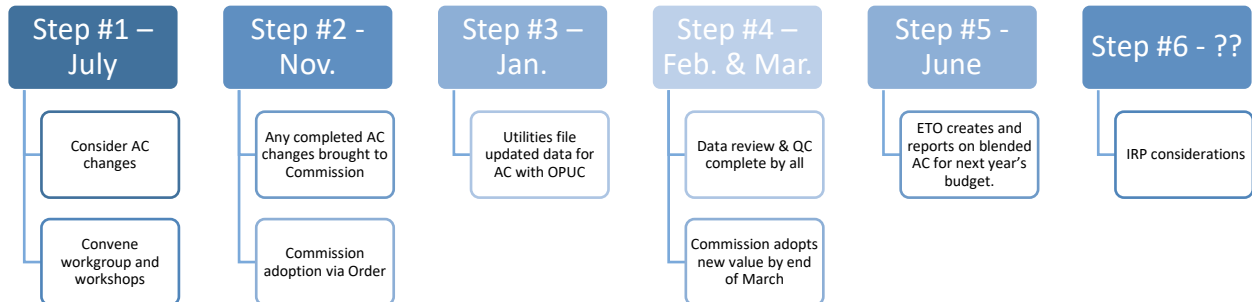 Step #1 –
July
Consider AC
changes
Convene
workgroup and
workshops
Step #2 -
Nov.
Any completed AC
changes brought to
Commission
Commission
adoption via Order
Step #3 –
Jan.
Utilities file
updated data for
AC with OPUC
Step #4 –
Feb. & Mar.
Data review & QC
complete by all
Commission adopts
new value by end
of March
Step #5 -
June
ETO creates and
reports on blended
AC for next year’s
budget.
Step #6 - ??
IRP considerations